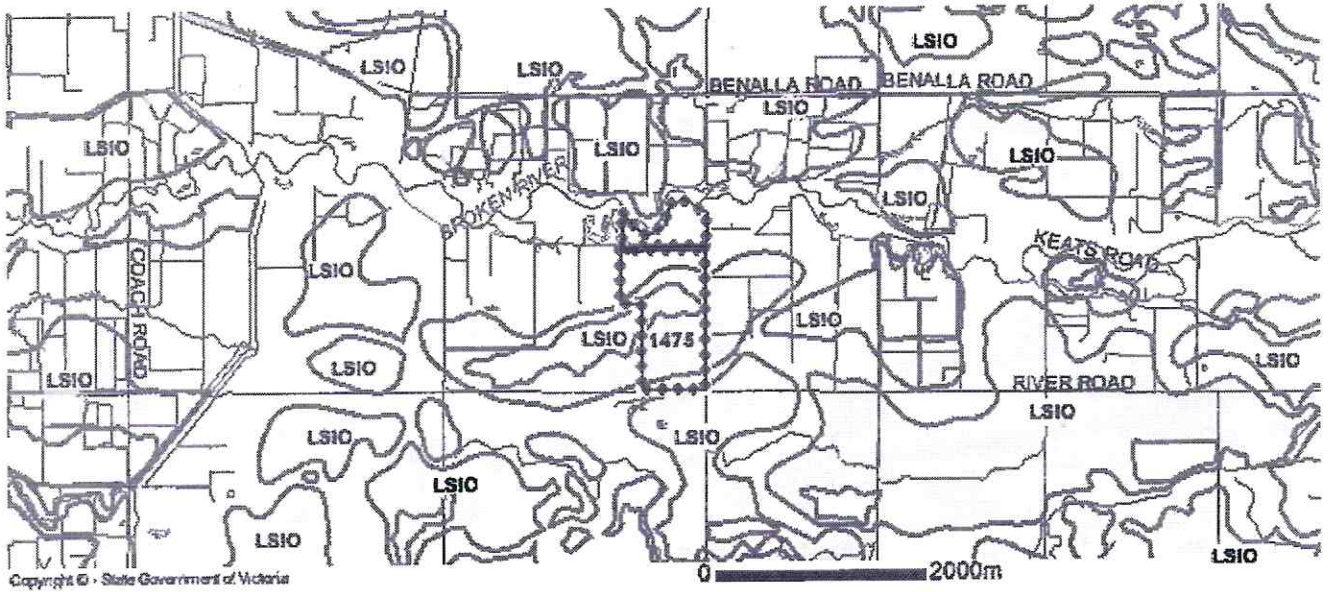 LSIO
LSIO
LSIO
BENALLA ROAD
BENALLA ROAD
LSIO
LSIO
LSIO
LSIO
LSIO
BROKEN RIVER
COACH ROAD
KEATS ROAD
LSIO
LSIO
LSIO
1475
LSIO
LSIO
LSIO
RIVER ROAD
LSIO
LSIO
LSIO
LSIO
LSIO
LSIO
LSIO
Copyright © - State Government of Victoria
0 2000m